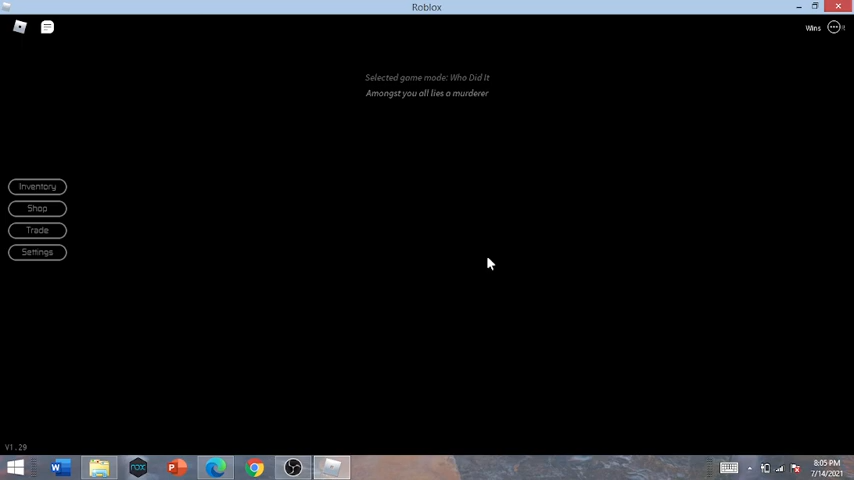 Roblox
Wins
Selected game mode: Who Did It
Amongst you all lies a murderer
Inventory
Shop
Trade
Settings
V1.29
nox
8:05 PM
7/14/2021